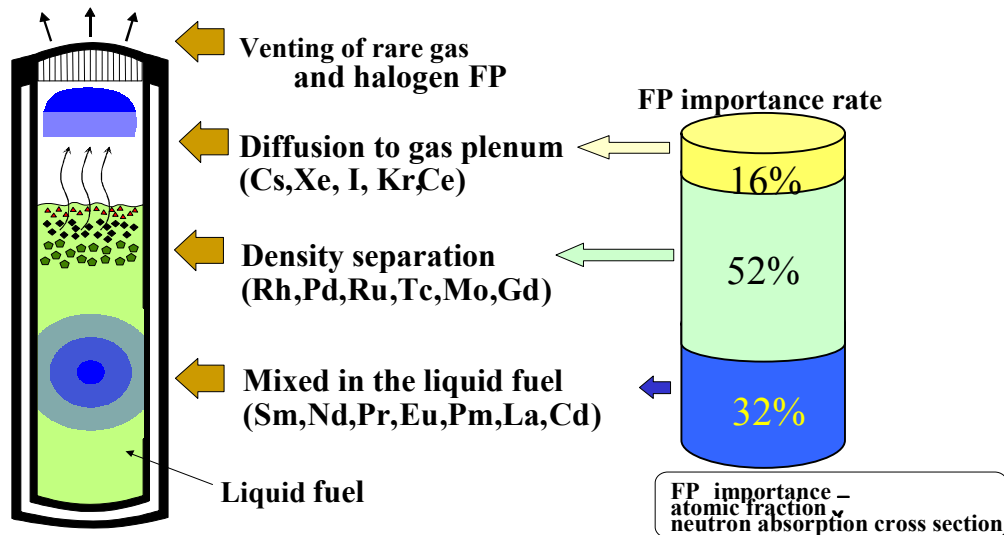 Venting of rare gas
and halogen FP
FP importance rate
Diffusion to gas plenum
(Cs,Xe, I, Kr,Ce)
16%
Density separation
(Rh,Pd,Ru,Tc,Mo,Gd)
52%
Mixed in the liquid fuel
(Sm,Nd,Pr,Eu,Pm,La,Cd)
32%
Liquid fuel
FP importance
atomic fraction
neutron absorption cross section